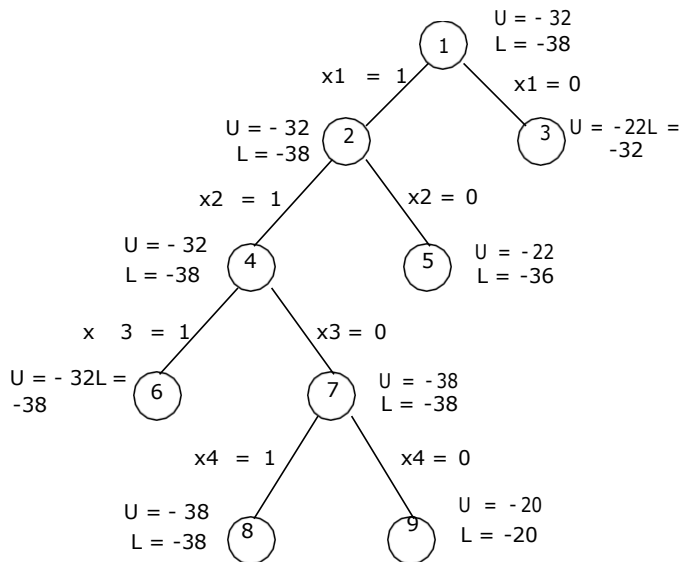 U = - 32
1
L = -38
x1 = 1
x1 = 0
U = - 32
2
3
U = -22L =
L = -38
-32
x2 = 1
x2 = 0
U = - 32
4
5
U = -22
L = -38
L = -36
x 3 = 1
x3 = 0
U = - 32L =
6
7
U = -38
-38
L = -38
x4 = 1
x4 = 0
U = - 38
8
9
U = -20
L = -38
L = -20